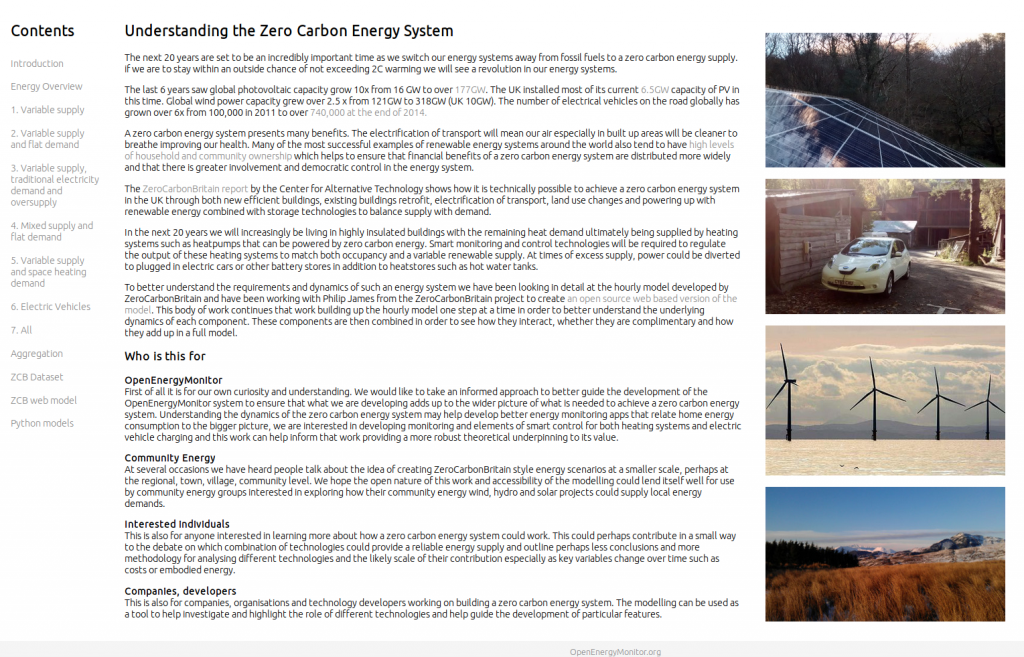 Contents
Introduction
Energy Overview
1. Variable supply
2. Variable supply
and flat demand
3. Variable supply,
traditional electricity
demand and
oversupply
4. Mixed supply and
flat demand
5. Variable supply
and space heating
demand
6. Electric Vehicles
7. All
Aggregation
ZCB Dataset
ZCB web model
Python models
Understanding the Zero Carbon Energy System
The next 20 years are set to be an incredibly important time as we switch our energy systems away from fossil fuels to a zero carbon energy supply.
if we are to stay within an outside chance of not exceeding 2C warming we will see a revolution in our energy systems.
The last 6 years saw global photovoltaic capacity grow 10x from 16 GW to over 177GW. The UK installed most of its current 6.5GW capacity of PV in
this time. Global wind power capacity grew over 2.5 x from 121GW to 318GW (UK 10GW). The number of electrical vehicles on the road globally has
grown over 6x from 100,000 in 2011 to over 740,000 at the end of 2014.
A zero carbon energy system presents many benefits. The electrification of transport will mean our air especially in built up areas will be cleaner to
breathe improving our health. Many of the most successful examples of renewable energy systems around the world also tend to have high levels
of household and community ownership which helps to ensure that financial benefits of a zero carbon energy system are distributed more widely
and that there is greater involvement and democratic control in the energy system.
The ZeroCarbonBritain report by the Center for Alternative Technology shows how it is technically possible to achieve a zero carbon energy system
in the UK through both new efficient buildings, existing buildings retrofit, electrification of transport, land use changes and powering up with
renewable energy combined with storage technologies to balance supply with demand.
In the next 20 years we will increasingly be living in highly insulated buildings with the remaining heat demand ultimately being supplied by heating
systems such as heatpumps that can be powered by zero carbon energy. Smart monitoring and control technologies will be required to regulate
the output of these heating systems to match both occupancy and a variable renewable supply. At times of excess supply, power could be diverted
to plugged in electric cars or other battery stores in addition to heatstores such as hot water tanks.
To better understand the requirements and dynamics of such an energy system we have been looking in detail at the hourly model developed by
ZeroCarbonBritain and have been working with Philip James from the ZeroCarbonBritain project to create an open source web based version of the
model. This body of work continues that work building up the hourly model one step at a time in order to better understand the underlying
dynamics of each component. These components are then combined in order to see how they interact, whether they are complimentary and how
they add up in a full model.
Who is this for
OpenEnergyMonitor
First of all it is for our own curiosity and understanding. We would like to take an informed approach to better guide the development of the
OpenEnergyMonitor system to ensure that what we are developing adds up to the wider picture of what is needed to achieve a zero carbon energy
system. Understanding the dynamics of the zero carbon energy system may help develop better energy monitoring apps that relate home energy
consumption to the bigger picture, we are interested in developing monitoring and elements of smart control for both heating systems and electric
vehicle charging and this work can help inform that work providing a more robust theoretical underpinning to its value.
Community Energy
At several occasions we have heard people talk about the idea of creating ZeroCarbonBritain style energy scenarios at a smaller scale, perhaps at
the regional, town, village, community level. We hope the open nature of this work and accessibility of the modelling could lend itself well for use
by community energy groups interested in exploring how their community energy wind, hydro and solar projects could supply local energy
demands.
Interested individuals
This is also for anyone interested in learning more about how a zero carbon energy system could work. This could perhaps contribute in a small way
to the debate on which combination of technologies could provide a reliable energy supply and outline perhaps less conclusions and more
methodology for analysing different technologies and the likely scale of their contribution especially as key variables change over time such as
costs or embodied energy.
Companies, developers
This is also for companies, organisations and technology developers working on building a zero carbon energy system. The modelling can be used as
a tool to help investigate and highlight the role of different technologies and help guide the development of particular features.
OpenEnergyMonitor.org